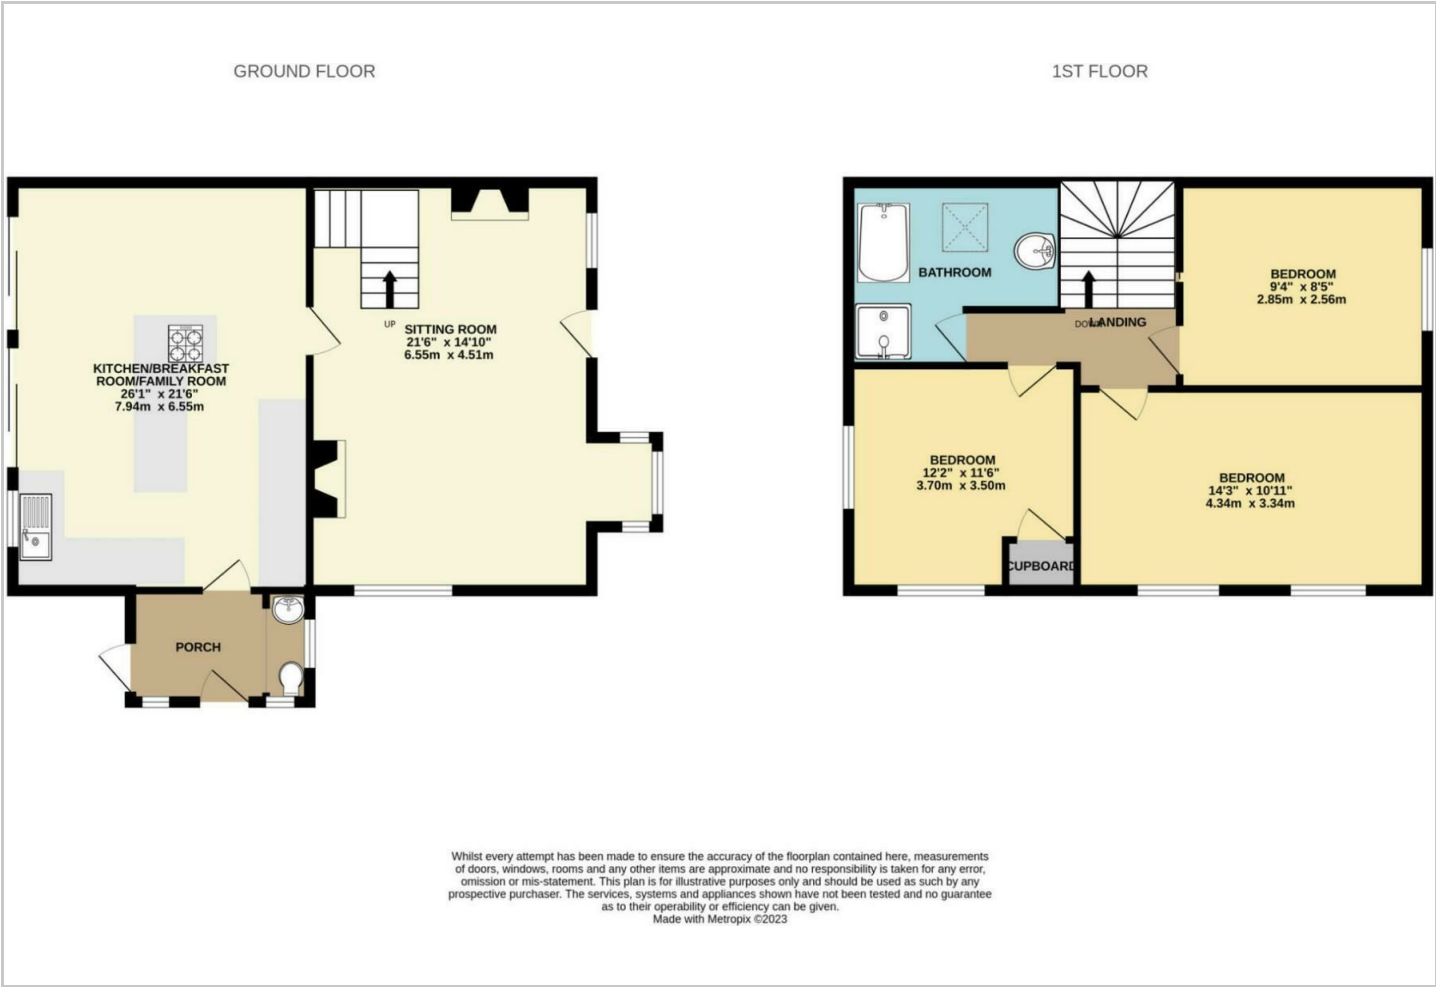 GROUND FLOOR
KITCHEN/BREAKFAST
ROOM/FAMILY ROOM
26'1" x 21'6"
7.94m x 6.55m
UP
SITTING ROOM
21'6" x 14'10"
6.55m x 4.51m
PORCH
1ST FLOOR
BATHROOM
DOWN
LANDING
BEDROOM
9'4" x 8'5"
2.85m x 2.56m
BEDROOM
12'2" x 11'6"
3.70m x 3.50m
CUPBOARD
BEDROOM
14'3" x 10'11"
4.34m x 3.34m
Whilst every attempt has been made to ensure the accuracy of the floorplan contained here, measurements
of doors, windows, rooms and any other items are approximate and no responsibility is taken for any error,
omission or mis-statement. This plan is for illustrative purposes only and should be used as such by any
prospective purchaser. The services, systems and appliances shown have not been tested and no guarantee
as to their operability or efficiency can be given.
Made with Metropix ©2023